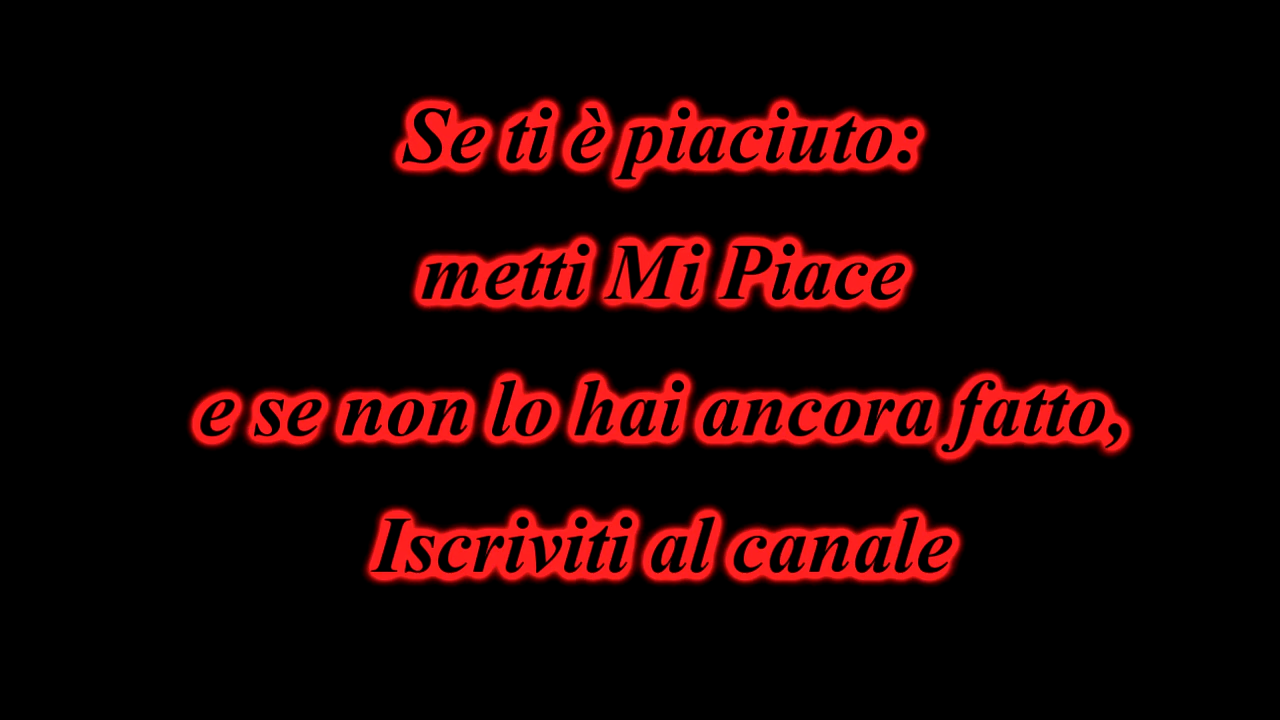 Se ti è piaciuto:
metti Mi Piace
e se non lo hai ancora fatto,
Iscriviti al canale